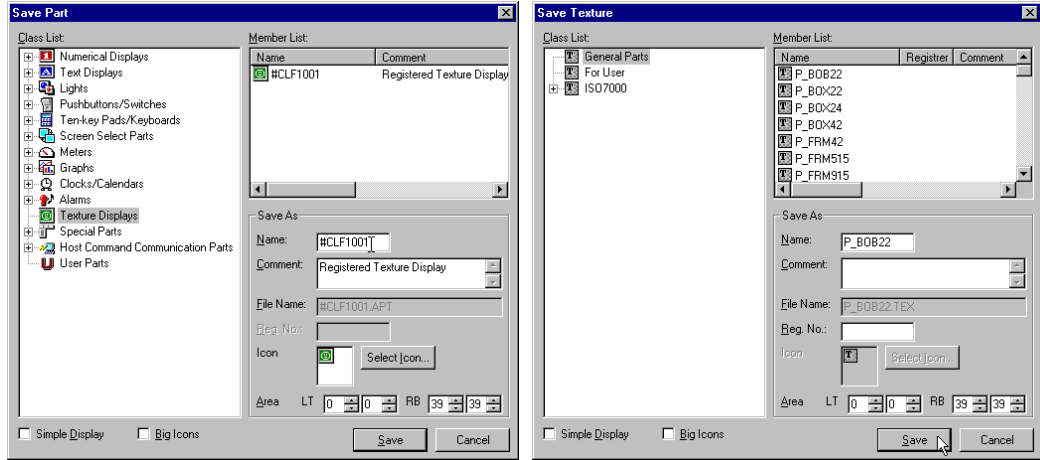 Save Part
Class List:
Numerical Displays
Text Displays
Lights
Pushbuttons/Switches
Ten-key Pads/Keyboards
Screen Select Parts
Meters
Graphs
Clocks/Calendars
Alarms
Texture Displays
Special Parts
Host Command Communication Parts
User Parts
Member List:
Name Comment
#CLF1001 Registered Texture Display
Save As
Name: #CLF1001
Comment: Registered Texture Display
File Name: #CLF1001.APT
Reg. No.:
Icon Select Icon...
Area LT 0 0 RB 39 39
Simple Display Big Icons Save Cancel
Save Texture
Class List:
General Parts
For User
ISO7000
Member List:
Name Registrer Comment
P_BOB22
P_BOX22
P_BOX24
P_BOX42
P_FRM42
P_FRM515
P_FRM915
Save As
Name: P_BOB22
Comment:
File Name: P_BOB22.TEX
Reg. No.:
Icon Select Icon...
Area LT 0 0 RB 39 39
Simple Display Big Icons Save Cancel